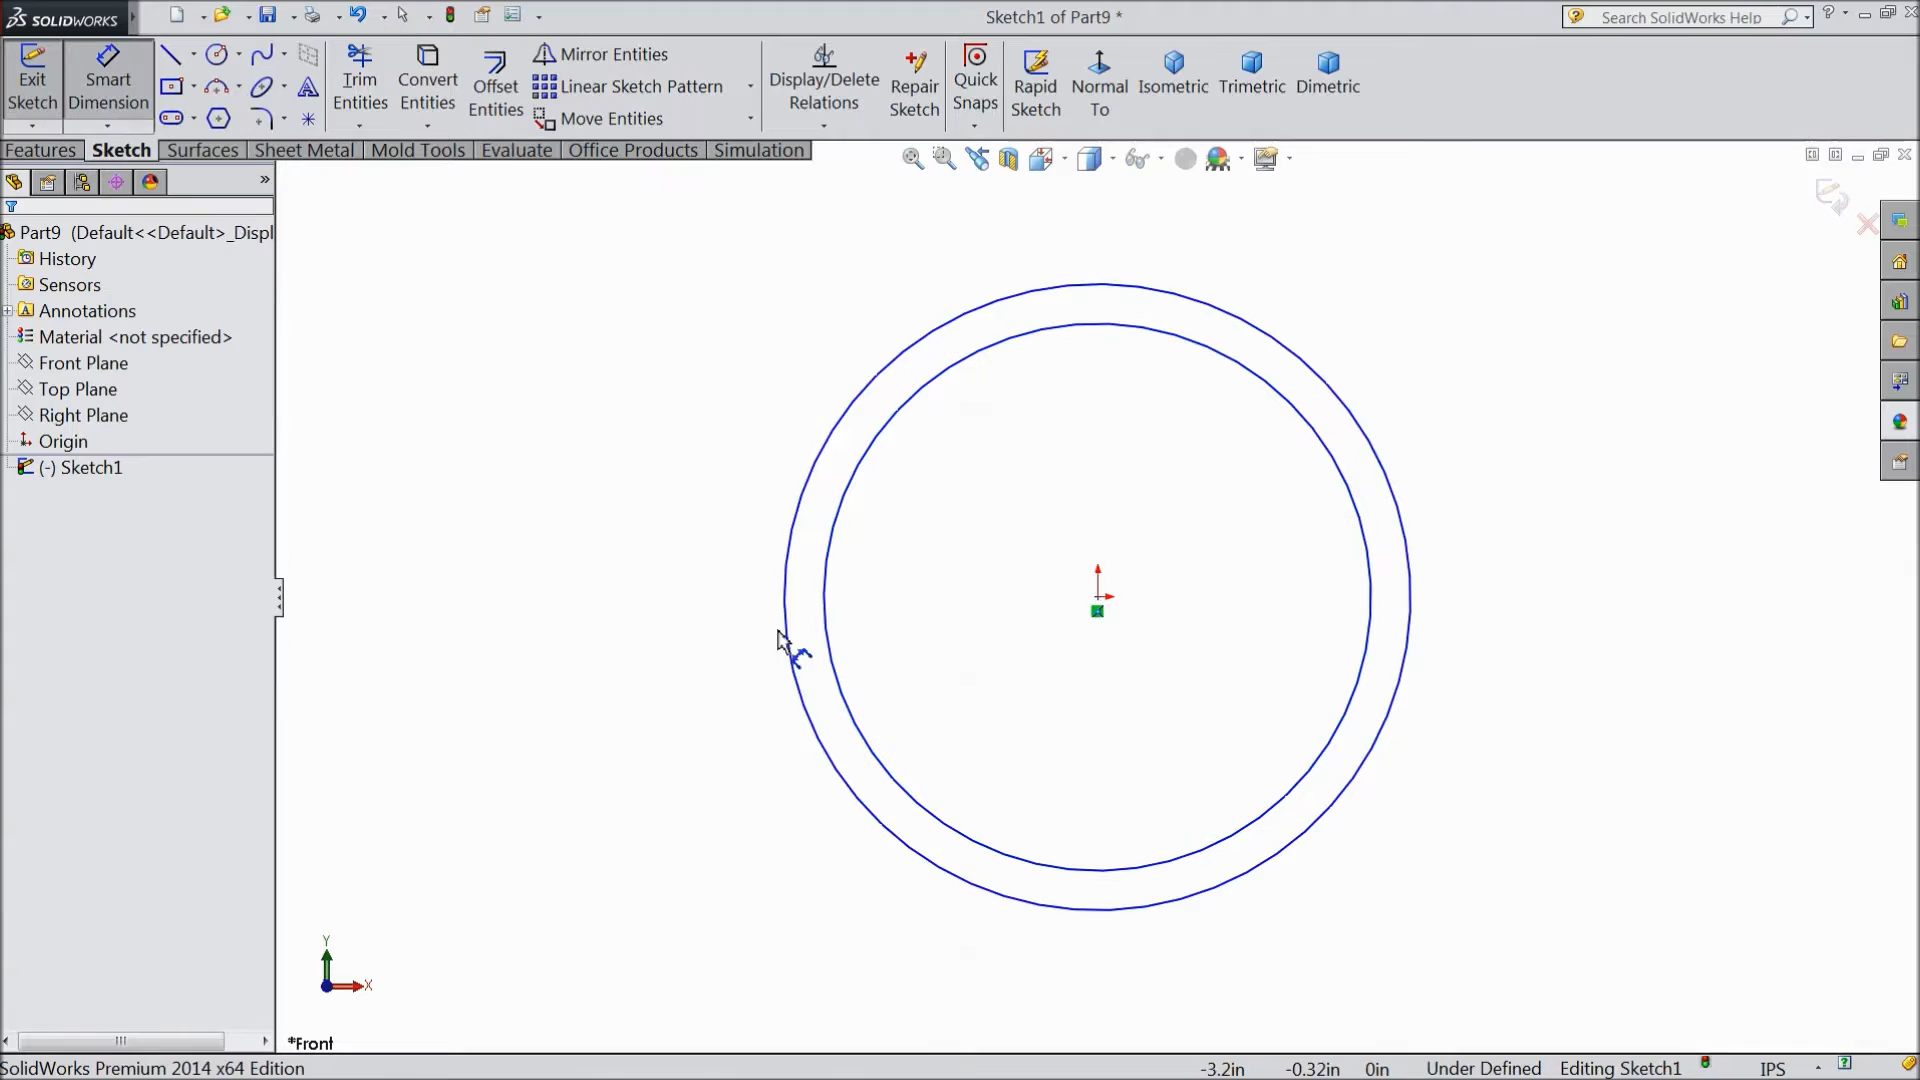 SOLIDWORKS
Sketch1 of Part9 *
Search SolidWorks Help
Exit Sketch
Smart Dimension
Trim Entities
Convert Entities
Offset Entities
Mirror Entities
Linear Sketch Pattern
Move Entities
Display/Delete Relations
Repair Sketch
Quick Snaps
Rapid Sketch
Normal To
Isometric
Trimetric
Dimetric
Features
Sketch
Surfaces
Sheet Metal
Mold Tools
Evaluate
Office Products
Simulation
Part9 (Default<<Default>_Displ
History
Sensors
Annotations
Material <not specified>
Front Plane
Top Plane
Right Plane
Origin
(-) Sketch1
Y
X
*Front
SolidWorks Premium 2014 x64 Edition
-3.2in
-0.32in
0in
Under Defined
Editing Sketch1
IPS